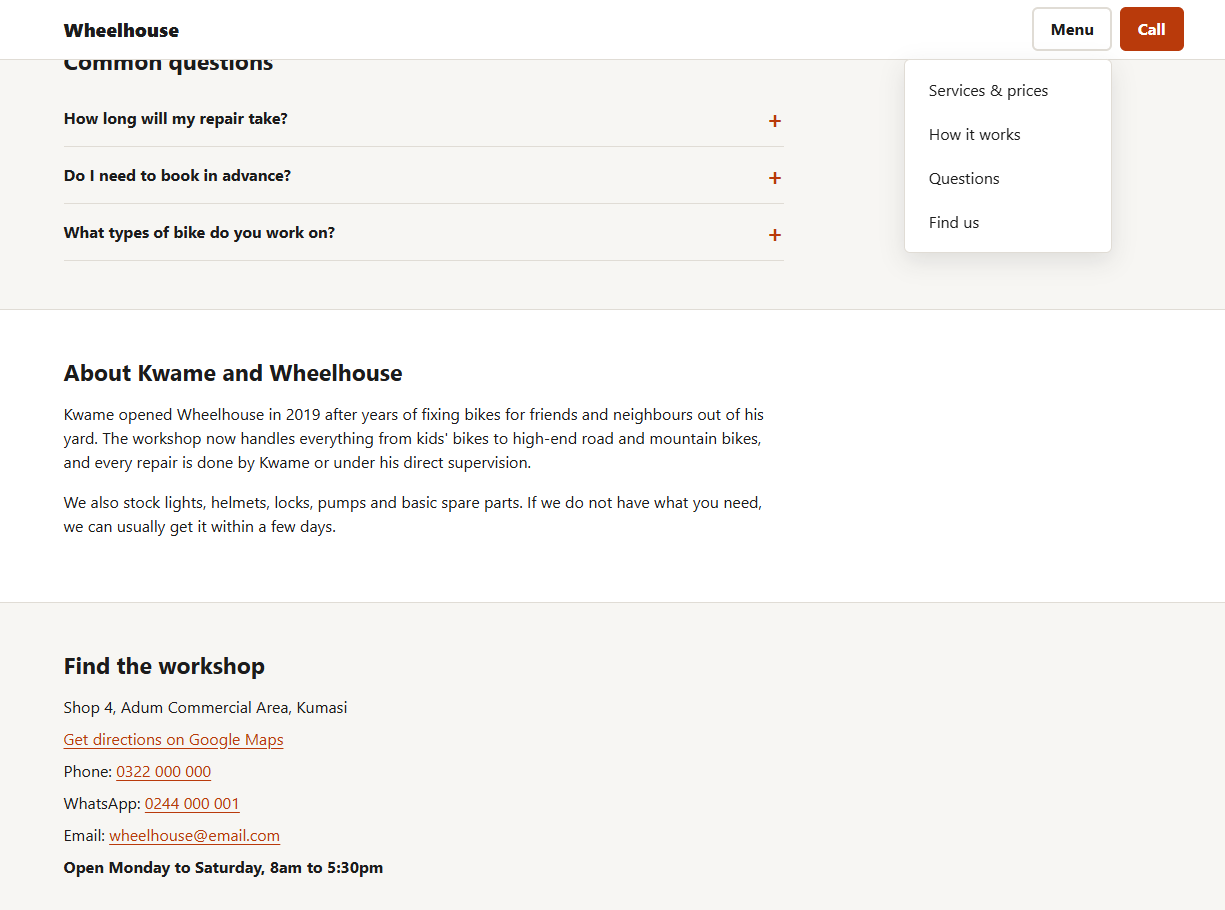 Wheelhouse
Menu
Call
Common questions
How long will my repair take?
+
Do I need to book in advance?
+
What types of bike do you work on?
+
Services & prices
How it works
Questions
Find us
About Kwame and Wheelhouse
Kwame opened Wheelhouse in 2019 after years of fixing bikes for friends and neighbours out of his
yard. The workshop now handles everything from kids' bikes to high-end road and mountain bikes,
and every repair is done by Kwame or under his direct supervision.
We also stock lights, helmets, locks, pumps and basic spare parts. If we do not have what you need,
we can usually get it within a few days.
Find the workshop
Shop 4, Adum Commercial Area, Kumasi
Get directions on Google Maps
Phone: 0322 000 000
WhatsApp: 0244 000 001
Email: wheelhouse@email.com
Open Monday to Saturday, 8am to 5:30pm